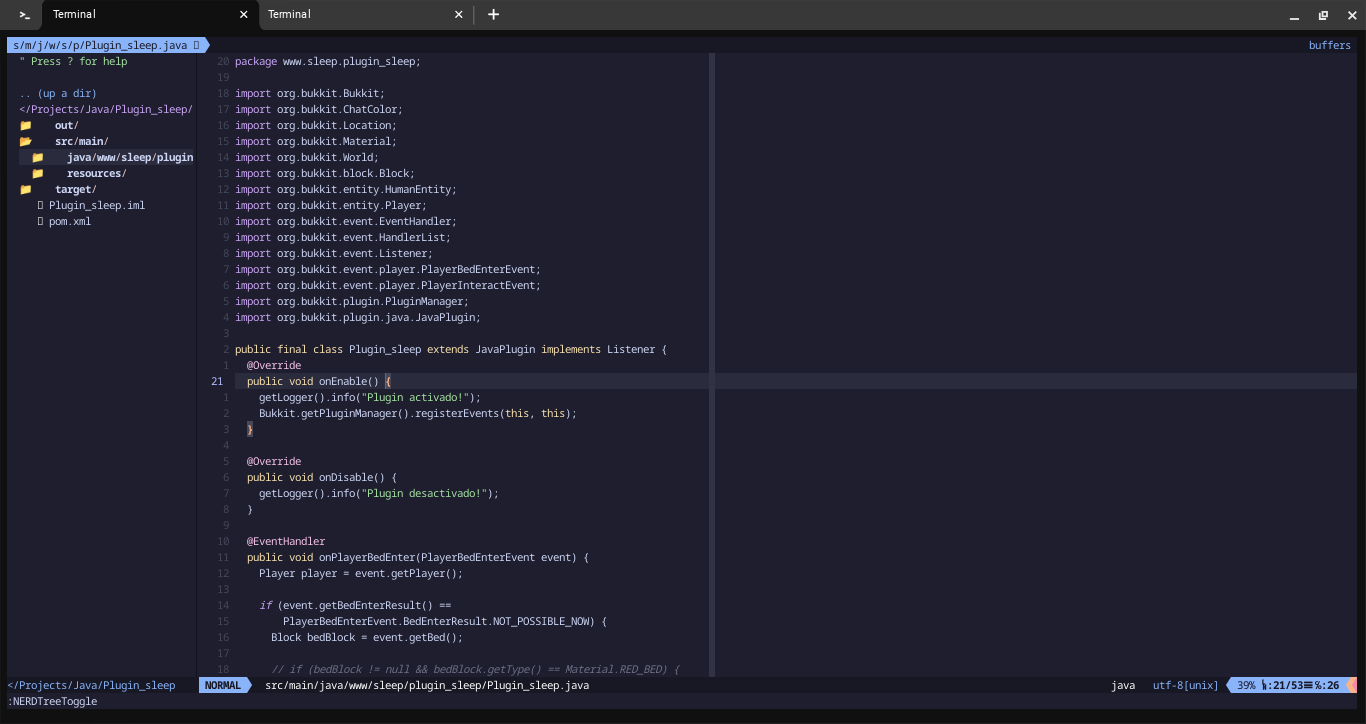 Terminal
Terminal
s/m/j/w/s/p/Plugin_sleep.java
buffers
" Press ? for help
.. (up a dir)
</Projects/Java/Plugin_sleep/
out/
src/main/
java/www/sleep/plugin
resources/
target/
Plugin_sleep.iml
pom.xml
20 package www.sleep.plugin_sleep;
19
18 import org.bukkit.Bukkit;
17 import org.bukkit.ChatColor;
16 import org.bukkit.Location;
15 import org.bukkit.Material;
14 import org.bukkit.World;
13 import org.bukkit.block.Block;
12 import org.bukkit.entity.HumanEntity;
11 import org.bukkit.entity.Player;
10 import org.bukkit.event.EventHandler;
9 import org.bukkit.event.HandlerList;
8 import org.bukkit.event.Listener;
7 import org.bukkit.event.player.PlayerBedEnterEvent;
6 import org.bukkit.event.player.PlayerInteractEvent;
5 import org.bukkit.plugin.PluginManager;
4 import org.bukkit.plugin.java.JavaPlugin;
3
2 public final class Plugin_sleep extends JavaPlugin implements Listener {
1 @Override
21 public void onEnable() {
1 getLogger().info("Plugin activado!");
2 Bukkit.getPluginManager().registerEvents(this, this);
3 }
4
5 @Override
6 public void onDisable() {
7 getLogger().info("Plugin desactivado!");
8 }
9
10 @EventHandler
11 public void onPlayerBedEnter(PlayerBedEnterEvent event) {
12 Player player = event.getPlayer();
13
14 if (event.getBedEnterResult() ==
15 PlayerBedEnterEvent.BedEnterResult.NOT_POSSIBLE_NOW) {
16 Block bedBlock = event.getBed();
17
18 // if (bedBlock != null && bedBlock.getType() == Material.RED_BED) {
</Projects/Java/Plugin_sleep
NORMAL src/main/java/www/sleep/plugin_sleep/Plugin_sleep.java
java utf-8[unix] 39% :21/53 :26
:NERDTreeToggle